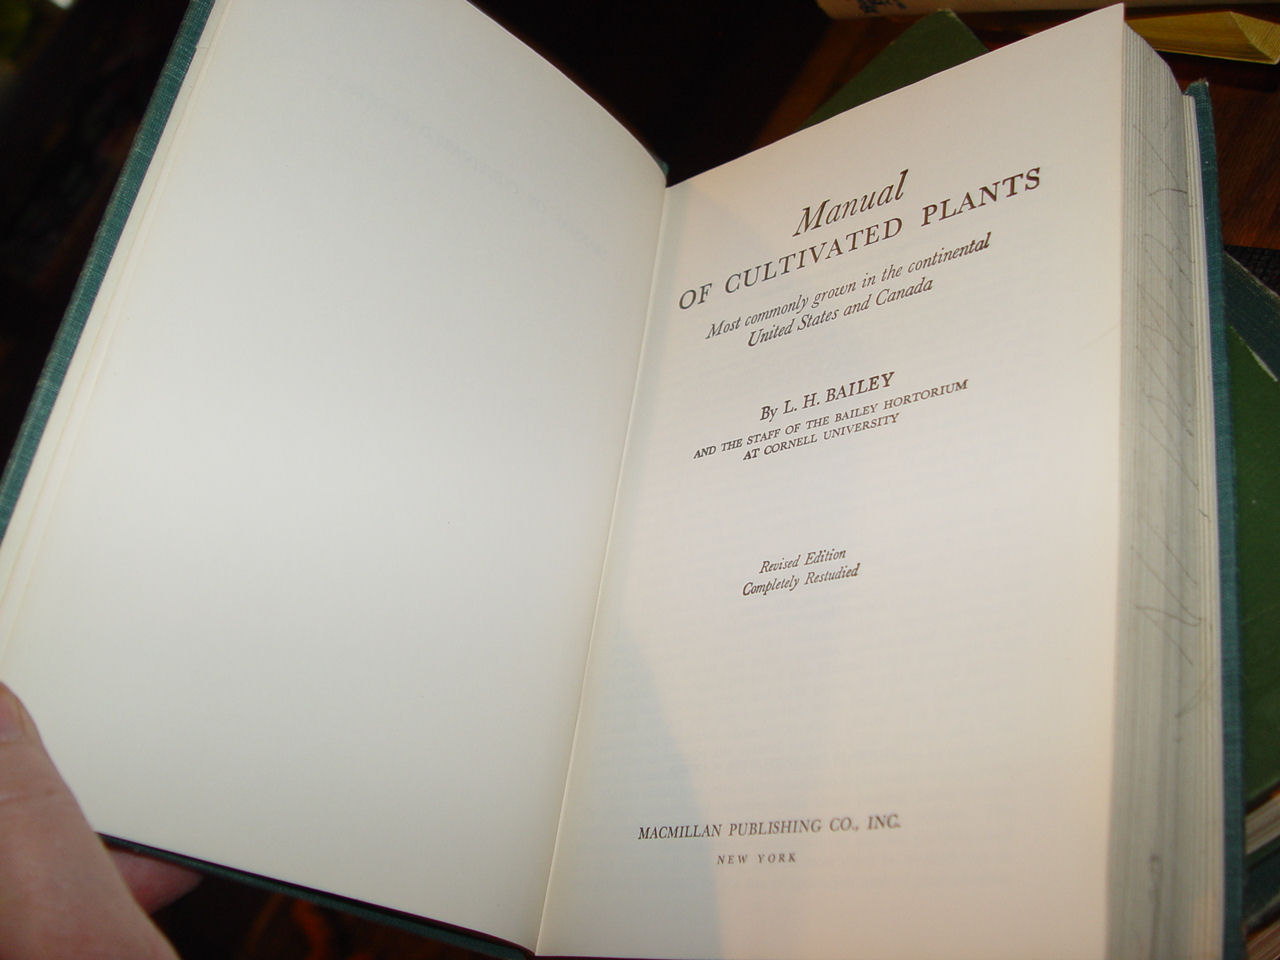 Manual
OF CULTIVATED PLANTS
Most commonly grown in the continental
United States and Canada
By L. H. BAILEY
AND THE STAFF OF THE BAILEY HORTORIUM
AT CORNELL UNIVERSITY
Revised Edition
Completely Restudied
MACMILLAN PUBLISHING CO., INC.
NEW YORK